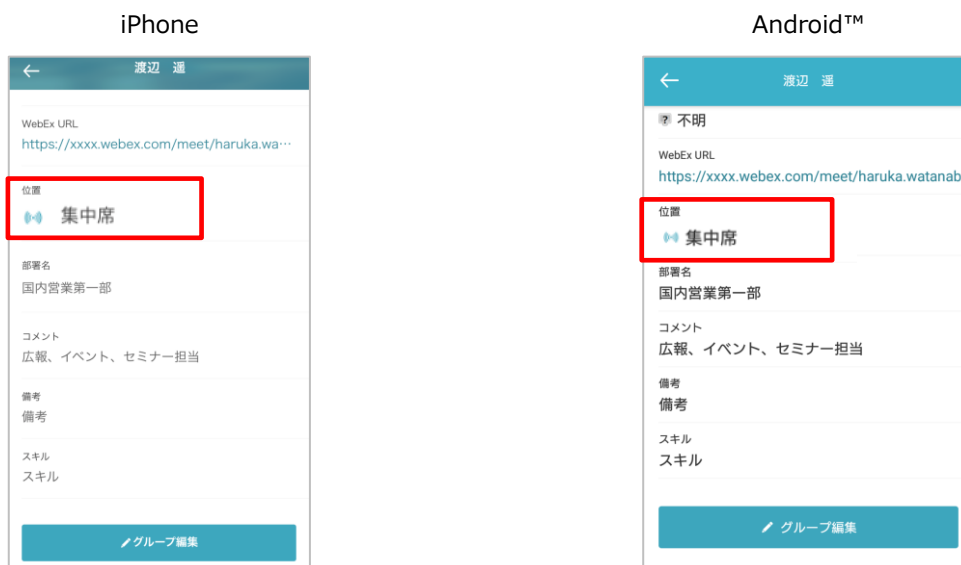 iPhone
渡辺 遥
WebEx URL
https://xxxx.webex.com/meet/haruka.wa…
位置
集中席
部署名
国内営業第一部
コメント
広報、イベント、セミナー担当
備考
備考
スキル
スキル
グループ編集
Android™
渡辺 遥
不明
WebEx URL
https://xxxx.webex.com/meet/haruka.watanab
位置
集中席
部署名
国内営業第一部
コメント
広報、イベント、セミナー担当
備考
備考
スキル
スキル
グループ編集